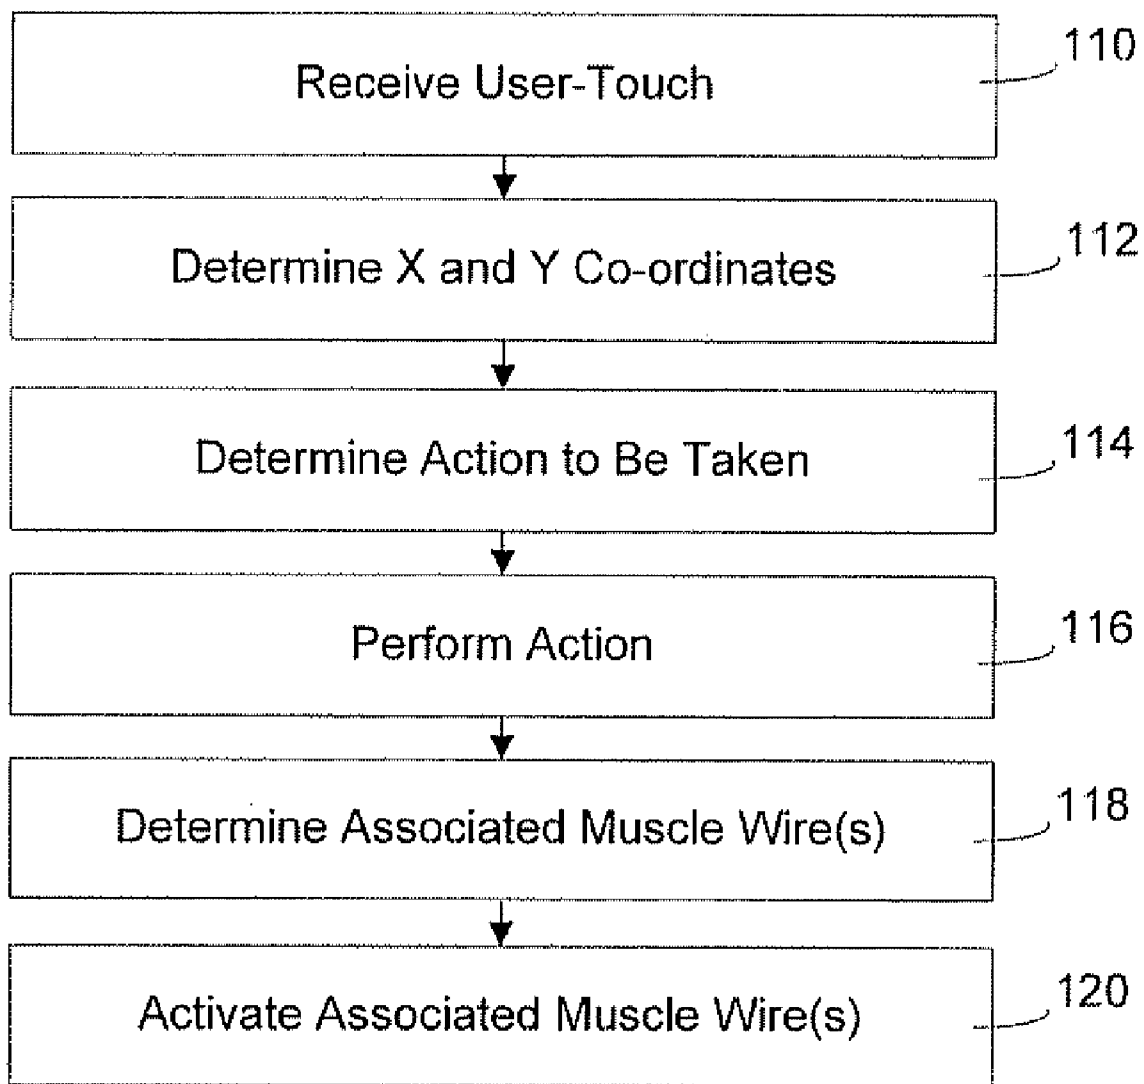 Receive User-Touch
110
Determine X and Y Co-ordinates
112
Determine Action to Be Taken
114
Perform Action
116
Determine Associated Muscle Wire(s)
118
Activate Associated Muscle Wire(s)
120